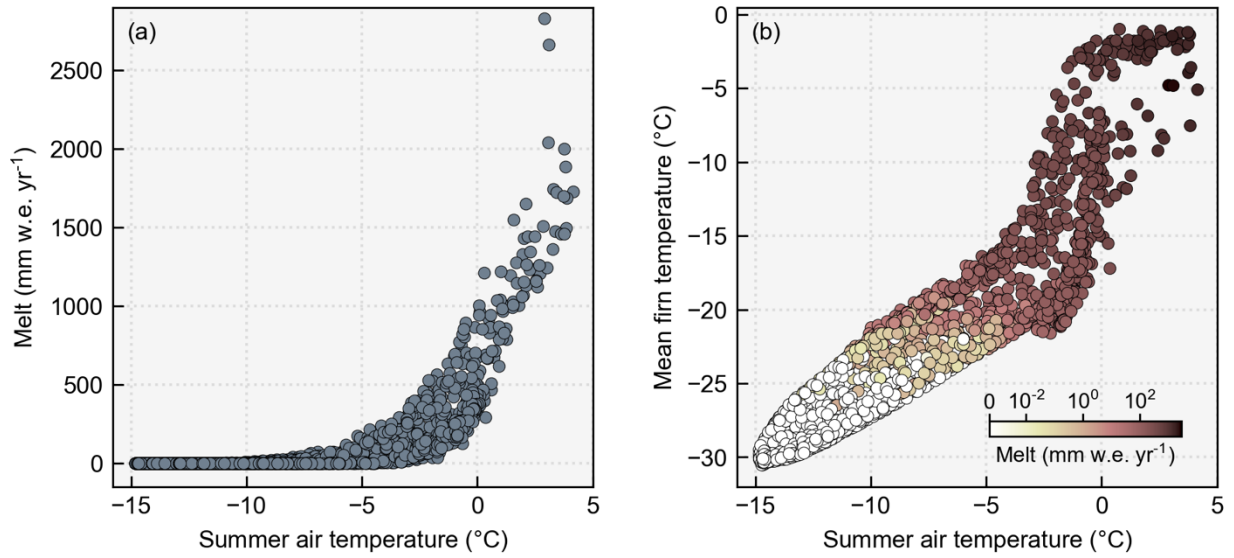 (a)
2500
2000
1500
1000
500
0
Melt (mm w.e. yr⁻¹)
−15
−10
−5
0
5
Summer air temperature (°C)
(b)
0
−5
−10
−15
−20
−25
−30
Mean firn temperature (°C)
0 10⁻² 10⁰ 10²
Melt (mm w.e. yr⁻¹)
−15
−10
−5
0
5
Summer air temperature (°C)